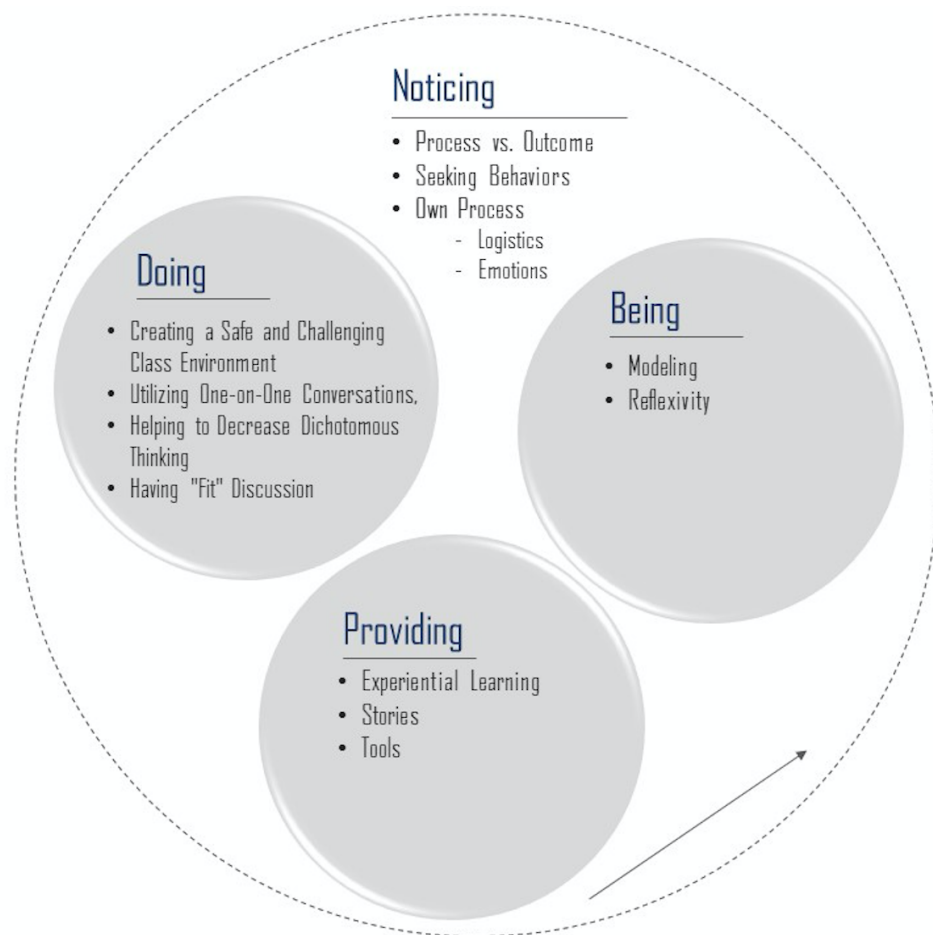 Noticing
• Process vs. Outcome
• Seeking Behaviors
• Own Process
- Logistics
- Emotions
Doing
• Creating a Safe and Challenging
Class Environment
• Utilizing One-on-One Conversations,
• Helping to Decrease Dichotomous
Thinking
• Having "Fit" Discussion
Being
• Modeling
• Reflexivity
Providing
• Experiential Learning
• Stories
• Tools